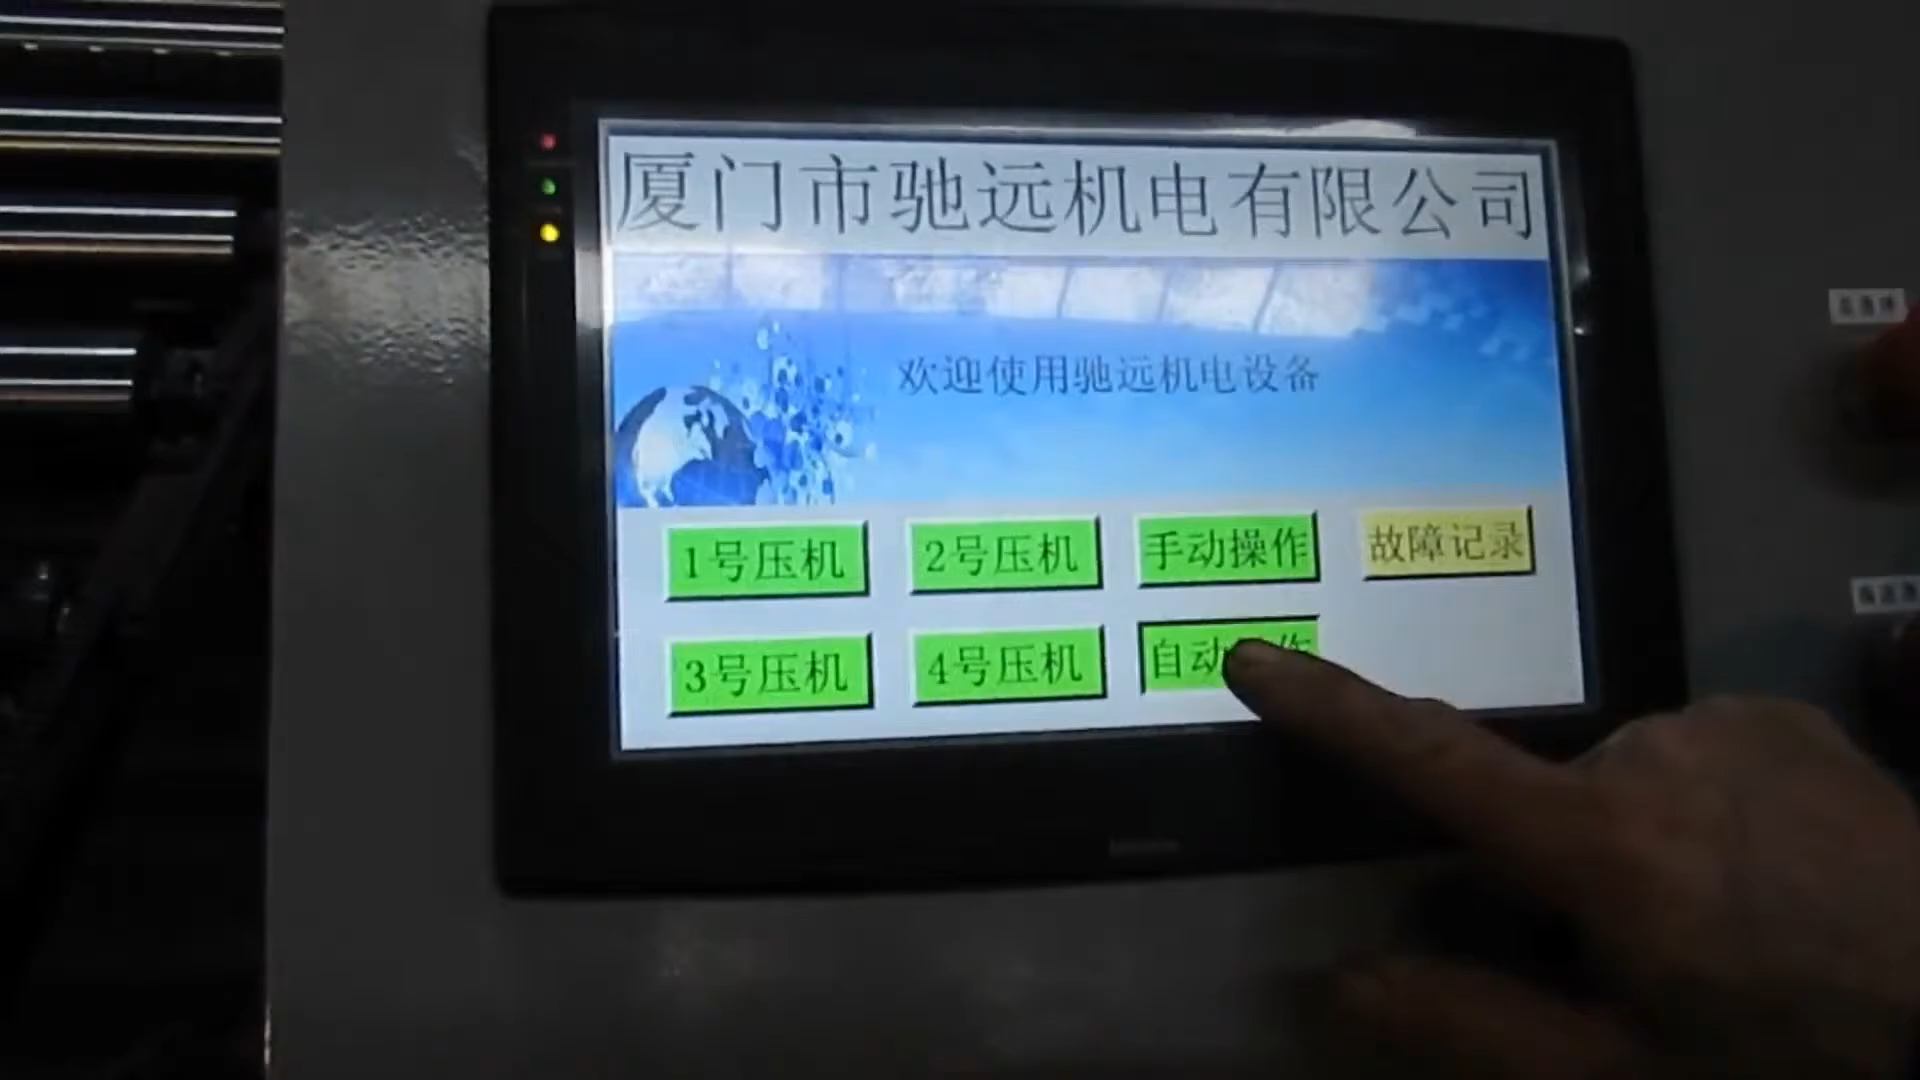 厦门市驰远机电有限公司
欢迎使用驰远机电设备
1号压机
2号压机
手动操作
故障记录
3号压机
4号压机
自动 作